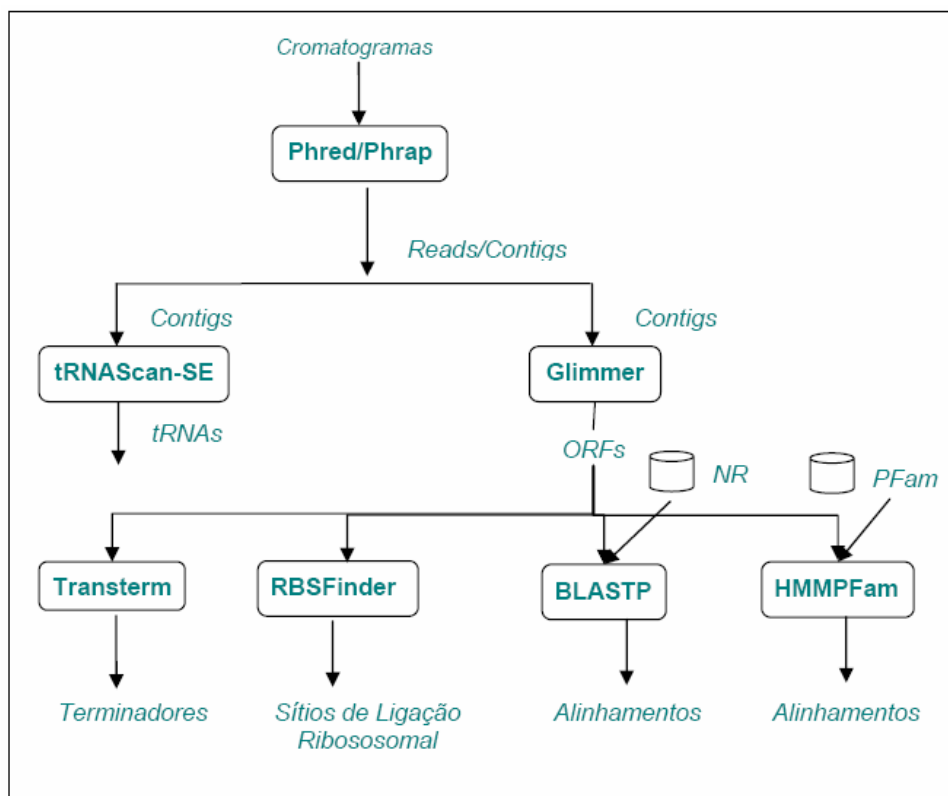 Cromatogramas
Phred/Phrap
Reads/Contigs
Contigs
Contigs
tRNAScan-SE
Glimmer
tRNAs
ORFs
NR
PFam
Transterm
RBSFinder
BLASTP
HMMPFam
Terminadores
Sítios de Ligação
Ribososomal
Alinhamentos
Alinhamentos